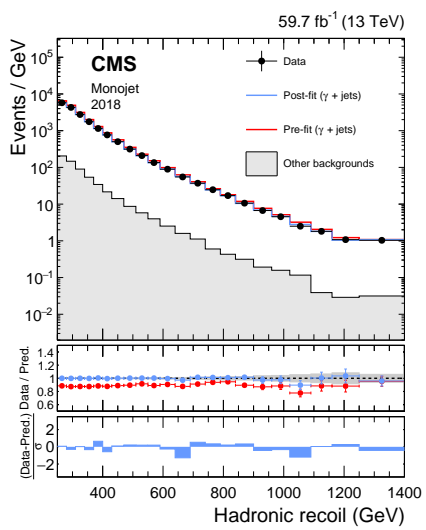 59.7 fb⁻¹ (13 TeV)
CMS
Monojet
2018
Data
Post-fit (γ + jets)
Pre-fit (γ + jets)
Other backgrounds
Events / GeV
10⁵
10⁴
10³
10²
10
1
10⁻¹
10⁻²
Data / Pred.
1.4
1.2
1
0.8
0.6
(Data-Pred.)
σ
2
0
−2
400 600 800 1000 1200 1400
Hadronic recoil (GeV)